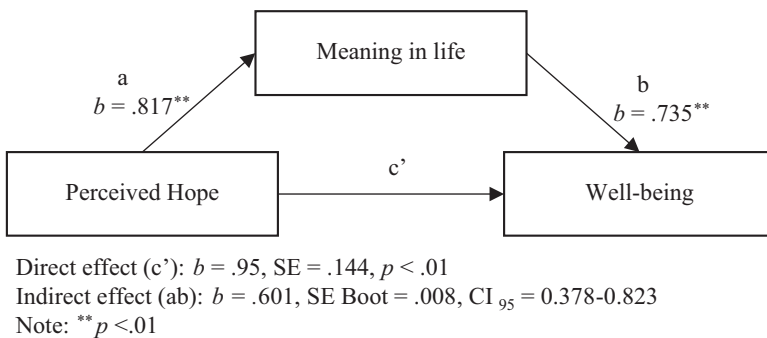 Meaning in life
a
b = .817**
b
b = .735**
Perceived Hope
c’
Well-being
Direct effect (c’): b = .95, SE = .144, p < .01
Indirect effect (ab): b = .601, SE Boot = .008, CI 95 = 0.378-0.823
Note: **p <.01